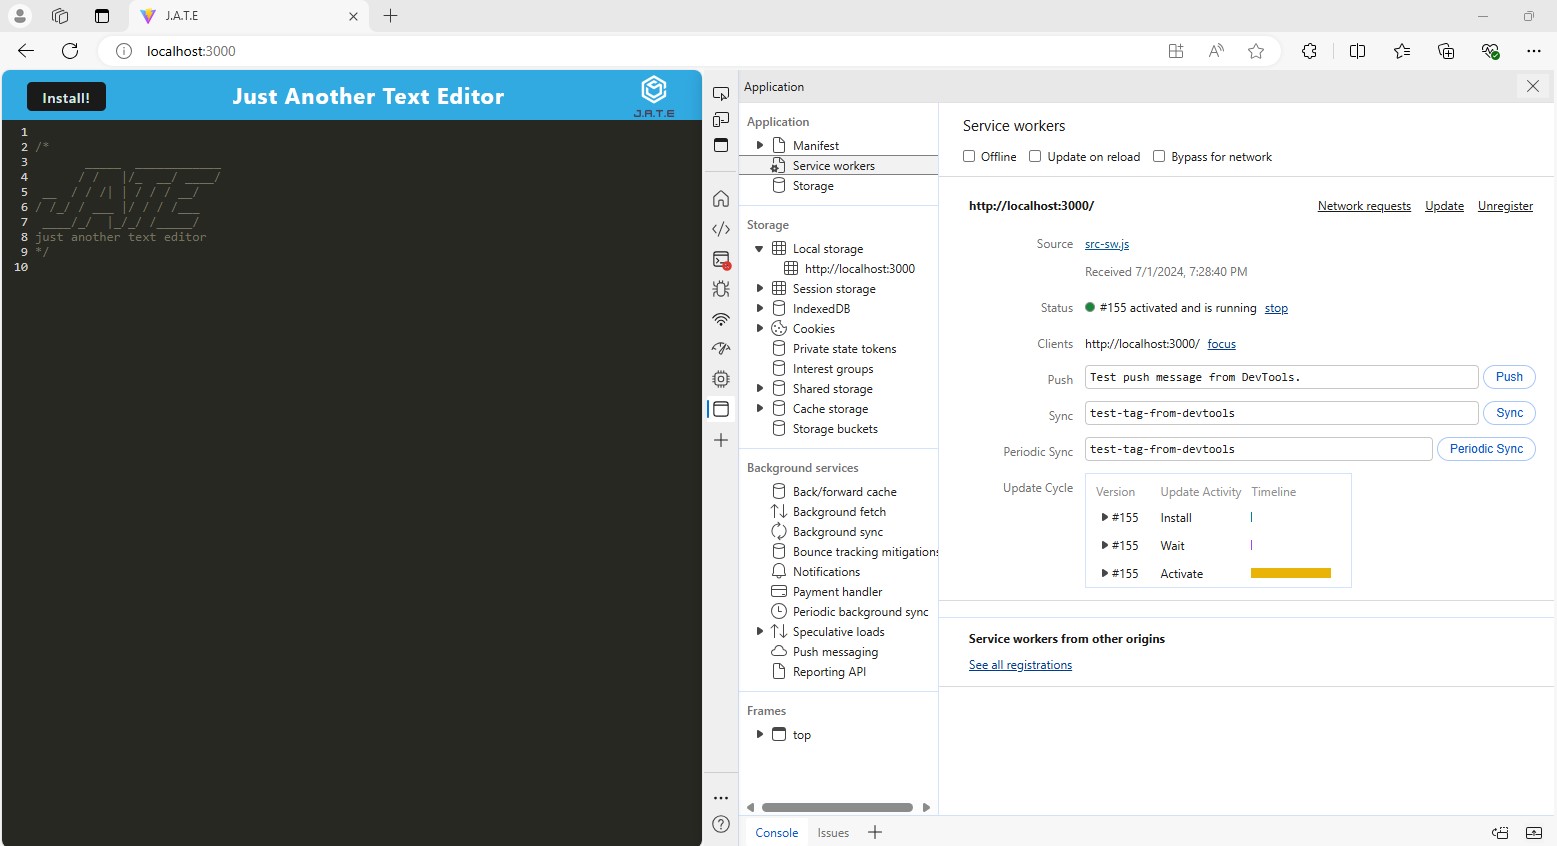 J.A.T.E
localhost:3000
Install!
Just Another Text Editor
J.A.T.E
1
2 /*
3
4
5
6
7
8 just another text editor
9 */
10
Application
Application
Manifest
Service workers
Storage
Storage
Local storage
http://localhost:3000
Session storage
IndexedDB
Cookies
Private state tokens
Interest groups
Shared storage
Cache storage
Storage buckets
Background services
Back/forward cache
Background fetch
Background sync
Bounce tracking mitigations
Notifications
Payment handler
Periodic background sync
Speculative loads
Push messaging
Reporting API
Frames
top
Service workers
Offline Update on reload Bypass for network
http://localhost:3000/ Network requests Update Unregister
Source src-sw.js
Received 7/1/2024, 7:28:40 PM
Status #155 activated and is running stop
Clients http://localhost:3000/ focus
Push Test push message from DevTools. Push
Sync test-tag-from-devtools Sync
Periodic Sync test-tag-from-devtools Periodic Sync
Update Cycle Version Update Activity Timeline
#155 Install
#155 Wait
#155 Activate
Service workers from other origins
See all registrations
Console Issues